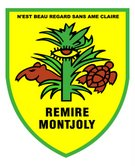 N'EST BEAU REGARD SANS AME CLAIRE
REMIRE
MONTJOLY